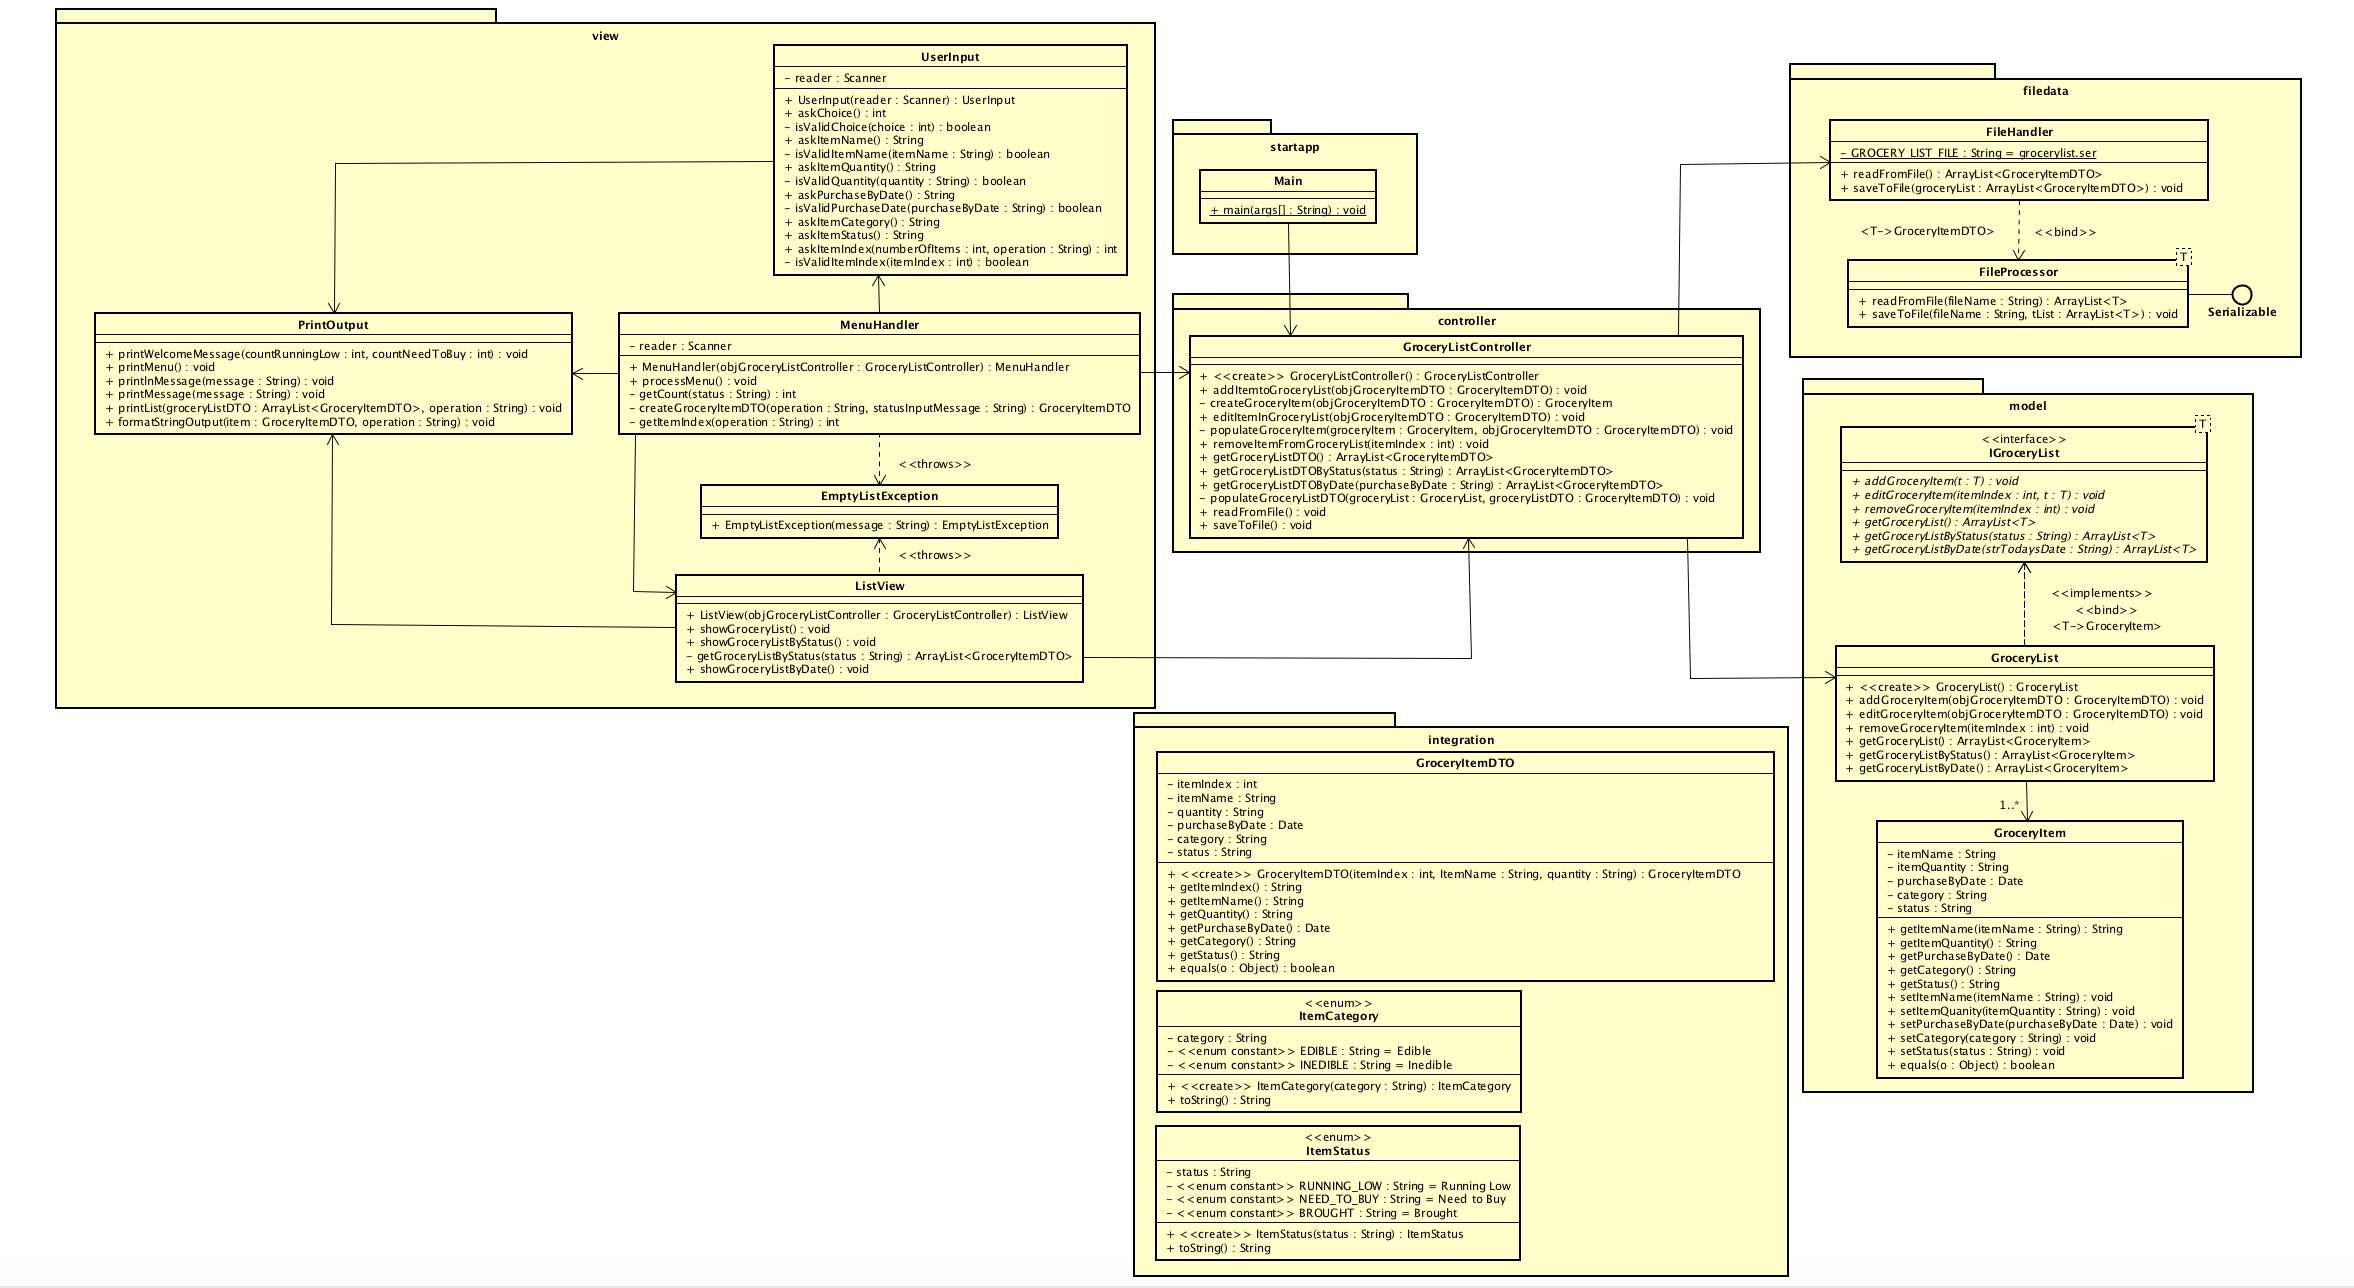 view
UserInput
- reader : Scanner
+ UserInput(reader : Scanner) : UserInput
+ askChoice() : int
- isValidChoice(choice : int) : boolean
+ askItemName() : String
- isValidItemName(itemName : String) : boolean
+ askItemQuantity() : String
- isValidQuantity(quantity : String) : boolean
+ askPurchaseByDate() : String
- isValidPurchaseDate(purchaseByDate : String) : boolean
+ askItemCategory() : String
+ askItemStatus() : String
+ askItemIndex(numberOfItems : int, operation : String) : int
- isValidItemIndex(itemIndex : int) : boolean
PrintOutput
+ printWelcomeMessage(countRunningLow : int, countNeedToBuy : int) : void
+ printMenu() : void
+ printlnMessage(message : String) : void
+ printMessage(message : String) : void
+ printList(groceryListDTO : ArrayList<GroceryItemDTO>, operation : String) : void
+ formatStringOutput(item : GroceryItemDTO, operation : String) : void
MenuHandler
- reader : Scanner
+ MenuHandler(objGroceryListController : GroceryListController) : MenuHandler
+ processMenu() : void
- getCount(status : String) : int
- createGroceryItemDTO(operation : String, statusInputMessage : String) : GroceryItemDTO
- getItemIndex(operation : String) : int
<<throws>>
EmptyListException
+ EmptyListException(message : String) : EmptyListException
<<throws>>
ListView
+ ListView(objGroceryListController : GroceryListController) : ListView
+ showGroceryList() : void
+ showGroceryListByStatus() : void
- getGroceryListByStatus(status : String) : ArrayList<GroceryItemDTO>
+ showGroceryListByDate() : void
startapp
Main
+ main(args[] : String) : void
controller
GroceryListController
+ <<create>> GroceryListController() : GroceryListController
+ addItemtoGroceryList(objGroceryItemDTO : GroceryItemDTO) : void
- createGroceryItem(objGroceryItemDTO : GroceryItemDTO) : GroceryItem
+ editItemInGroceryList(objGroceryItemDTO : GroceryItemDTO) : void
- populateGroceryItem(groceryItem : GroceryItem, objGroceryItemDTO : GroceryItemDTO) : void
+ removeItemFromGroceryList(itemIndex : int) : void
+ getGroceryListDTO() : ArrayList<GroceryItemDTO>
+ getGroceryListDTOByStatus(status : String) : ArrayList<GroceryItemDTO>
+ getGroceryListDTOByDate(purchaseByDate : String) : ArrayList<GroceryItemDTO>
- populateGroceryListDTO(groceryList : GroceryList, groceryListDTO : GroceryItemDTO) : void
+ readFromFile() : void
+ saveToFile() : void
filedata
FileHandler
- GROCERY_LIST_FILE : String = grocerylist.ser
+ readFromFile() : ArrayList<GroceryItemDTO>
+ saveToFile(groceryList : ArrayList<GroceryItemDTO>) : void
<T->GroceryItemDTO>
<<bind>>
T
FileProcessor
+ readFromFile(fileName : String) : ArrayList<T>
+ saveToFile(fileName : String, tList : ArrayList<T>) : void
Serializable
model
T
<<interface>>
IGroceryList
+ addGroceryItem(t : T) : void
+ editGroceryItem(itemIndex : int, t : T) : void
+ removeGroceryItem(itemIndex : int) : void
+ getGroceryList() : ArrayList<T>
+ getGroceryListByStatus(status : String) : ArrayList<T>
+ getGroceryListByDate(strTodaysDate : String) : ArrayList<T>
<<implements>>
<<bind>>
<T->GroceryItem>
GroceryList
+ <<create>> GroceryList() : GroceryList
+ addGroceryItem(objGroceryItemDTO : GroceryItemDTO) : void
+ editGroceryItem(objGroceryItemDTO : GroceryItemDTO) : void
+ removeGroceryItem(itemIndex : int) : void
+ getGroceryList() : ArrayList<GroceryItem>
+ getGroceryListByStatus() : ArrayList<GroceryItem>
+ getGroceryListByDate() : ArrayList<GroceryItem>
1..*
GroceryItem
- itemName : String
- itemQuantity : String
- purchaseByDate : Date
- category : String
- status : String
+ getItemName(itemName : String) : String
+ getItemQuantity() : String
+ getPurchaseByDate() : Date
+ getCategory() : String
+ getStatus() : String
+ setItemName(itemName : String) : void
+ setItemQuanity(itemQuantity : String) : void
+ setPurchaseByDate(purchaseByDate : Date) : void
+ setCategory(category : String) : void
+ setStatus(status : String) : void
+ equals(o : Object) : boolean
integration
GroceryItemDTO
- itemIndex : int
- itemName : String
- quantity : String
- purchaseByDate : Date
- category : String
- status : String
+ <<create>> GroceryItemDTO(itemIndex : int, ItemName : String, quantity : String) : GroceryItemDTO
+ getItemIndex() : String
+ getItemName() : String
+ getQuantity() : String
+ getPurchaseByDate() : Date
+ getCategory() : String
+ getStatus() : String
+ equals(o : Object) : boolean
<<enum>>
ItemCategory
- category : String
- <<enum constant>> EDIBLE : String = Edible
- <<enum constant>> INEDIBLE : String = Inedible
+ <<create>> ItemCategory(category : String) : ItemCategory
+ toString() : String
<<enum>>
ItemStatus
- status : String
- <<enum constant>> RUNNING_LOW : String = Running Low
- <<enum constant>> NEED_TO_BUY : String = Need to Buy
- <<enum constant>> BROUGHT : String = Brought
+ <<create>> ItemStatus(status : String) : ItemStatus
+ toString() : String